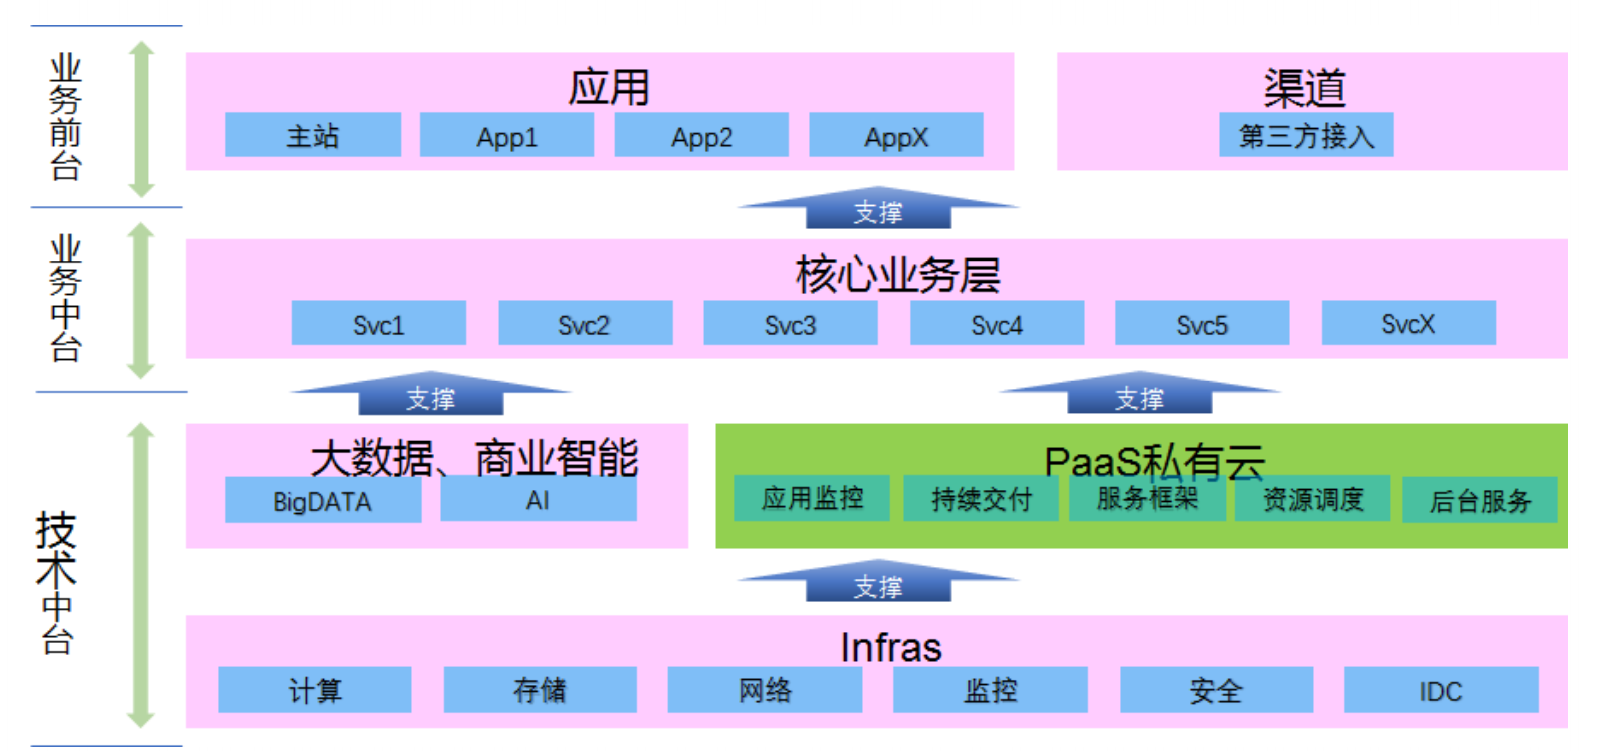 业务前台
应用
主站
App1
App2
AppX
渠道
第三方接入
支撑
业务中台
核心业务层
Svc1
Svc2
Svc3
Svc4
Svc5
SvcX
支撑
支撑
技术中台
大数据、商业智能
BigDATA
AI
PaaS私有云
应用监控
持续交付
服务框架
资源调度
后台服务
支撑
Infras
计算
存储
网络
监控
安全
IDC